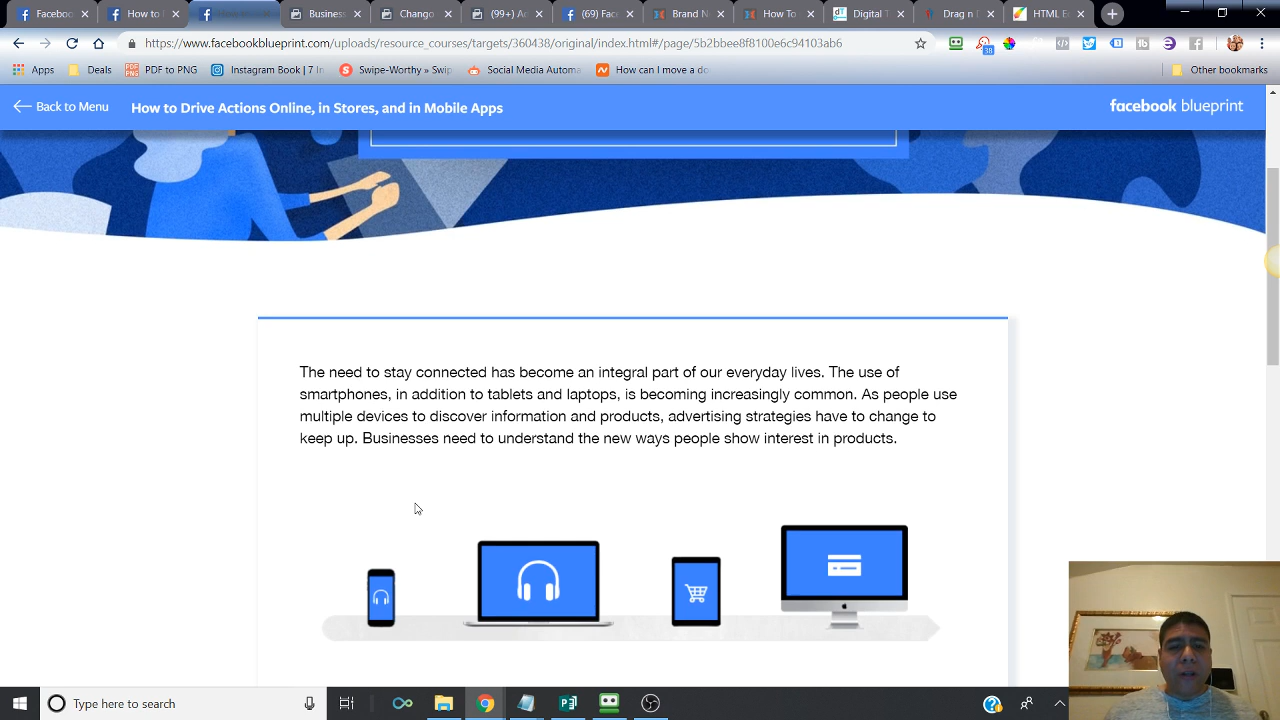 Faceboo
How to I
Business
Chango
(99+) Ar
(69) Face
Brand N
How To
Digital T
Drag n D
HTML E
https://www.facebookblueprint.com/uploads/resource_courses/targets/360438/original/index.html#/page/5b2bbee8f8100e6c94103ab6
38
Apps
Deals
PDF to PNG
Instagram Book | 7 In
Swipe-Worthy » Swip
Social Media Automa
How can I move a do
Other bookmarks
Back to Menu
How to Drive Actions Online, in Stores, and in Mobile Apps
facebook blueprint
The need to stay connected has become an integral part of our everyday lives. The use of
smartphones, in addition to tablets and laptops, is becoming increasingly common. As people use
multiple devices to discover information and products, advertising strategies have to change to
keep up. Businesses need to understand the new ways people show interest in products.
Type here to search